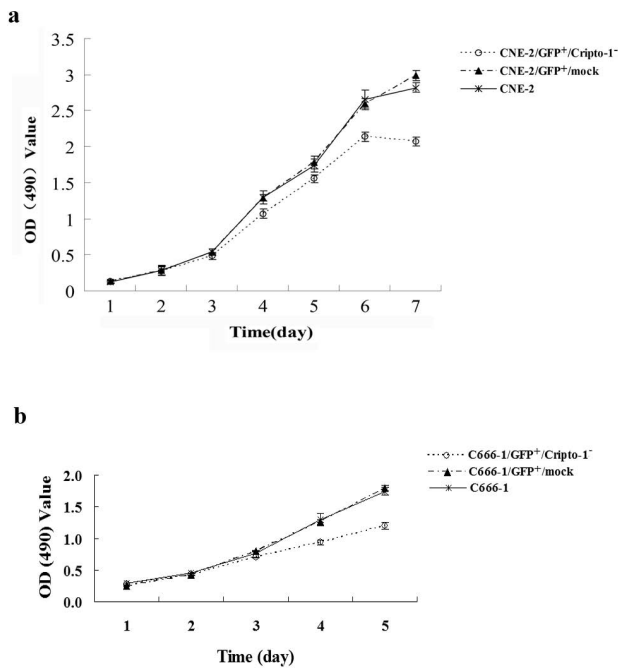 a
3.5
3
2.5
2
1.5
1
0.5
0
OD (490) Value
1 2 3 4 5 6 7
Time(day)
CNE-2/GFP⁺/Cripto-1⁻
CNE-2/GFP⁺/mock
CNE-2
b
2.0
1.5
1.0
0.5
0.0
OD (490) Value
1 2 3 4 5
Time (day)
C666-1/GFP⁺/Cripto-1⁻
C666-1/GFP⁺/mock
C666-1